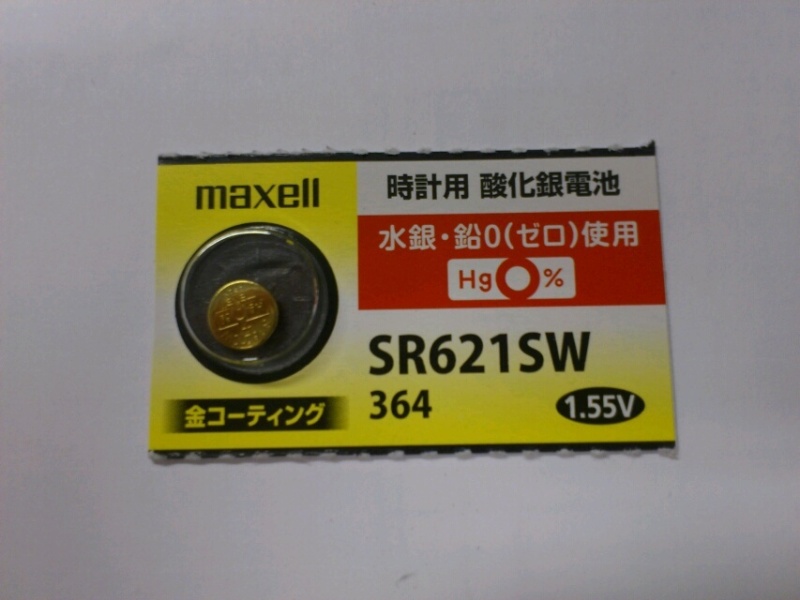 maxell
時計用 酸化銀電池
水銀・鉛0(ゼロ)使用
Hg0%
SR621SW
364
1.55V
金コーティング